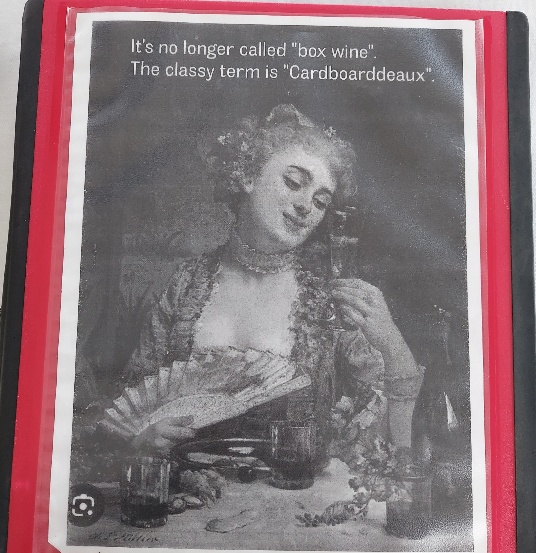 It's no longer called "box wine".
The classy term is "Cardboarddeaux".